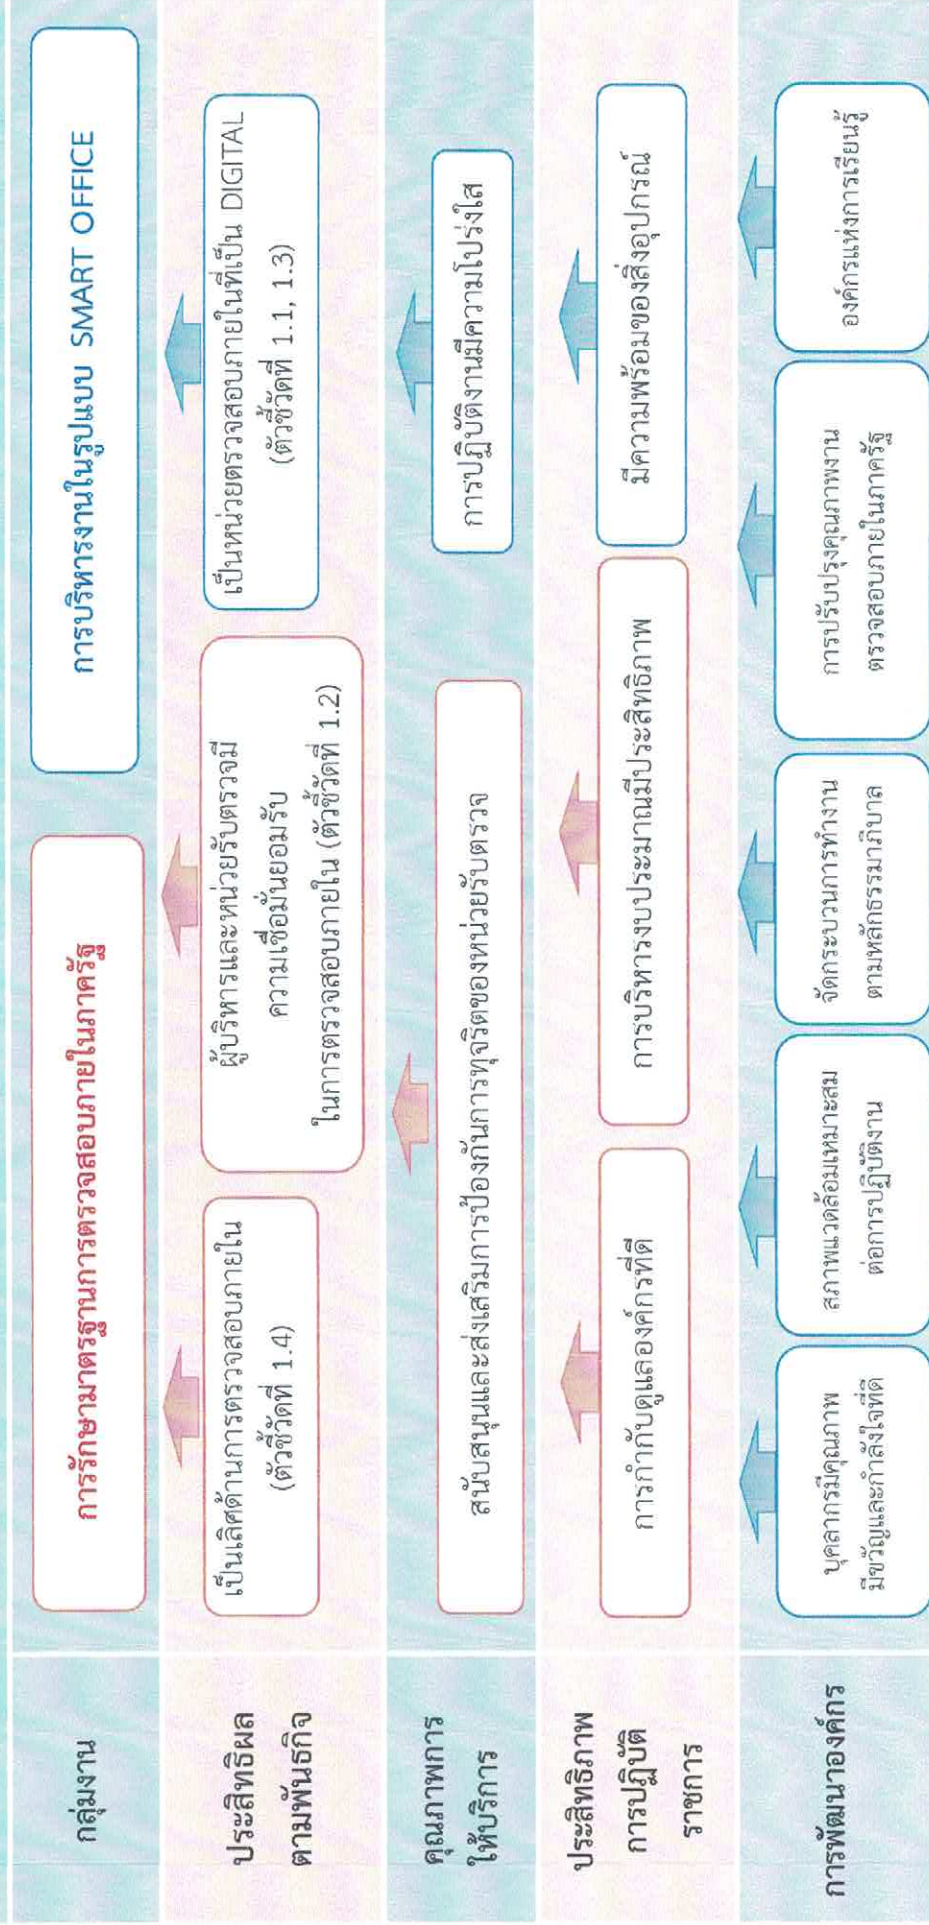 กลุ่มงาน
การรักษามาตรฐานการตรวจสอบภายในภาครัฐ
การบริหารงานในรูปแบบ SMART OFFICE
ประสิทธิผล
ตามพันธกิจ
เป็นเลิศด้านการตรวจสอบภายใน
(ตัวชี้วัดที่ 1.4)
ผู้บริหารและหน่วยรับตรวจมี
ความเชื่อมั่นยอมรับ
ในการตรวจสอบภายใน (ตัวชี้วัดที่ 1.2)
เป็นหน่วยตรวจสอบภายในที่เป็น DIGITAL
(ตัวชี้วัดที่ 1.1, 1.3)
คุณภาพการ
ให้บริการ
สนับสนุนและส่งเสริมการป้องกันการทุจริตของหน่วยรับตรวจ
การปฏิบัติงานมีความโปร่งใส
ประสิทธิภาพ
การปฏิบัติ
ราชการ
การกำกับดูแลองค์กรที่ดี
การบริหารงบประมาณมีประสิทธิภาพ
มีความพร้อมของสิ่งอุปกรณ์
การพัฒนาองค์กร
บุคลากรมีคุณภาพ
มีขวัญและกำลังใจที่ดี
สภาพแวดล้อมเหมาะสม
ต่อการปฏิบัติงาน
จัดกระบวนการทำงาน
ตามหลักธรรมาภิบาล
การปรับปรุงคุณภาพงาน
ตรวจสอบภายในภาครัฐ
องค์กรแห่งการเรียนรู้